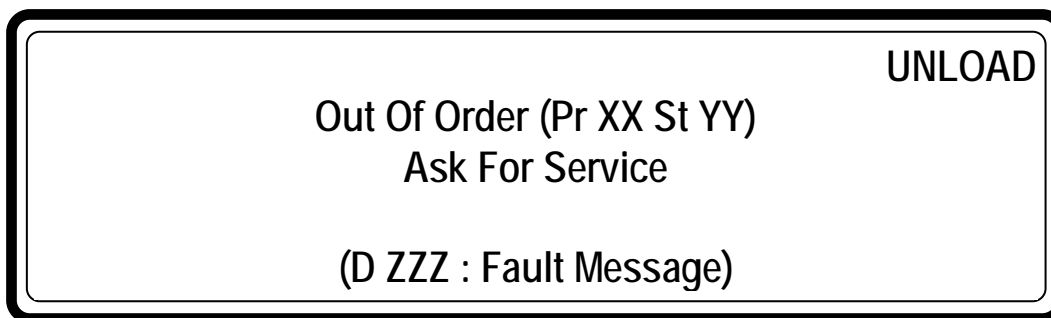 UNLOAD
Out Of Order (Pr XX St YY)
Ask For Service
(D ZZZ : Fault Message)